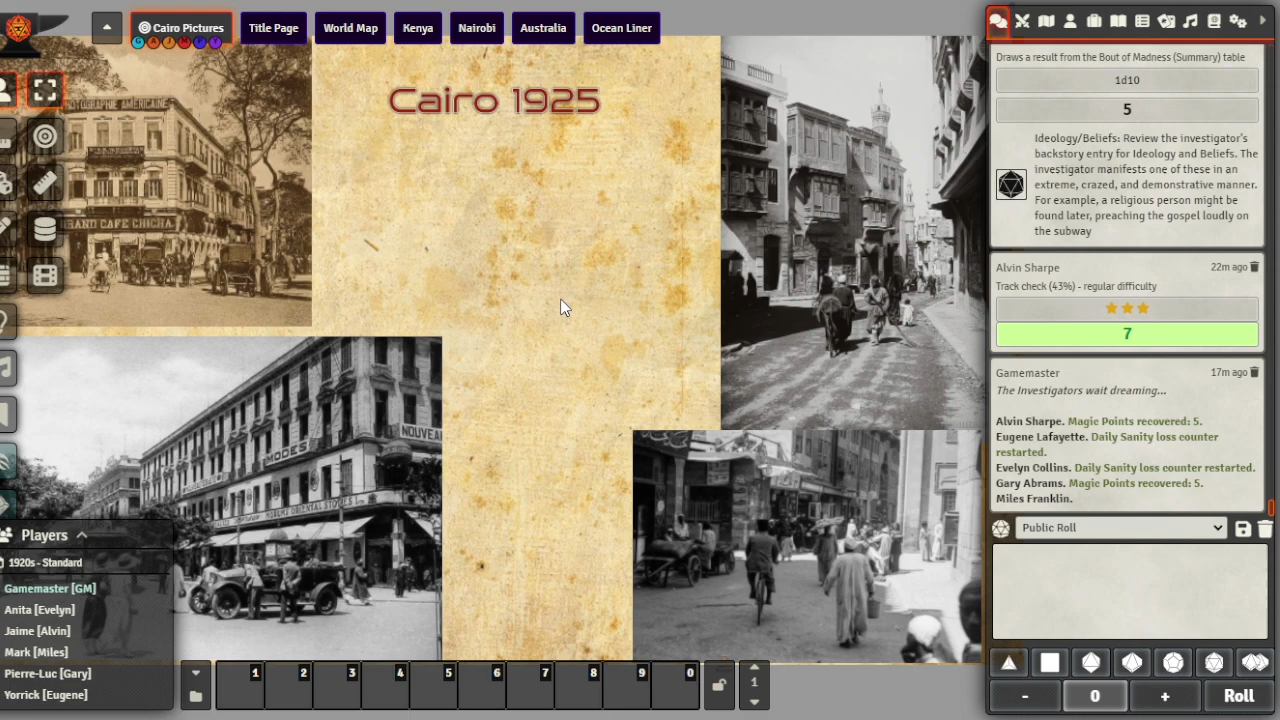 Cairo Pictures
Title Page
World Map
Kenya
Nairobi
Australia
Ocean Liner
G A J M P Y
Cairo 1925
PHOTOGRAPHIE AMERICAINE
GRAND CAFE CHICHA
MODES
NOUVEA
ORIENTAL STORES
Players
1920s - Standard
Gamemaster [GM]
Anita [Evelyn]
Jaime [Alvin]
Mark [Miles]
Pierre-Luc [Gary]
Yorrick [Eugene]
1 2 3 4 5 6 7 8 9 0
1
Draws a result from the Bout of Madness (Summary) table
1d10
5
Ideology/Beliefs: Review the investigator's
backstory entry for Ideology and Beliefs. The
investigator manifests one of these in an
extreme, crazed, and demonstrative manner.
For example, a religious person might be
found later, preaching the gospel loudly on
the subway
Alvin Sharpe 22m ago
Track check (43%) - regular difficulty
7
Gamemaster 17m ago
The Investigators wait dreaming...
Alvin Sharpe. Magic Points recovered: 5.
Eugene Lafayette. Daily Sanity loss counter
restarted.
Evelyn Collins. Daily Sanity loss counter restarted.
Gary Abrams. Magic Points recovered: 5.
Miles Franklin.
Public Roll
- 0 + Roll